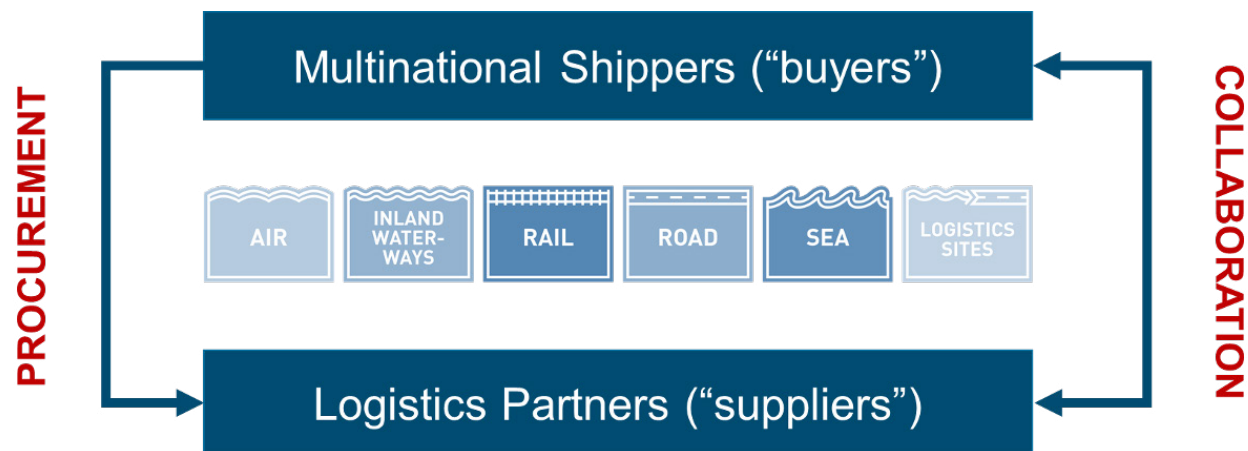 Multinational Shippers (“buyers”)
PROCUREMENT
AIR
INLAND
WATER-
WAYS
RAIL
ROAD
SEA
LOGISTICS
SITES
COLLABORATION
Logistics Partners (“suppliers”)